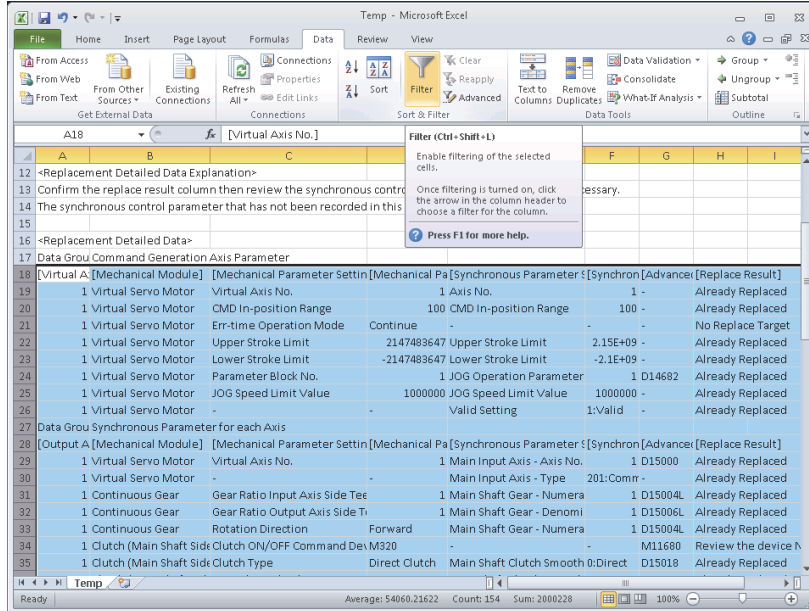 Temp - Microsoft Excel
File Home Insert Page Layout Formulas Data Review View
From Access
From Web
From Text
From Other Sources
Existing Connections
Get External Data
Refresh All
Connections
Properties
Edit Links
Connections
Sort
Filter
Clear
Reapply
Advanced
Sort & Filter
Text to Columns
Remove Duplicates
Data Validation
Consolidate
What-If Analysis
Data Tools
Group
Ungroup
Subtotal
Outline
A18 fx [Virtual Axis No.]
Filter (Ctrl+Shift+L)
Enable filtering of the selected cells.
Once filtering is turned on, click the arrow in the column header to choose a filter for the column.
Press F1 for more help.
A B C F G H I
12 <Replacement Detailed Data Explanation>
13 Confirm the replace result column then review the synchronous contro essary.
14 The synchronous control parameter that has not been recorded in this
15
16 <Replacement Detailed Data>
17 Data Grou Command Generation Axis Parameter
18 [Virtual A [Mechanical Module] [Mechanical Parameter Settin [Mechanical Pa [Synchronous Parameter S [Synchron [Advance [Replace Result]
19 1 Virtual Servo Motor Virtual Axis No. 1 Axis No. 1 - Already Replaced
20 1 Virtual Servo Motor CMD In-position Range 100 CMD In-position Range 100 - Already Replaced
21 1 Virtual Servo Motor Err-time Operation Mode Continue - - - No Replace Target
22 1 Virtual Servo Motor Upper Stroke Limit 2147483647 Upper Stroke Limit 2.15E+09 - Already Replaced
23 1 Virtual Servo Motor Lower Stroke Limit -2147483647 Lower Stroke Limit -2.1E+09 - Already Replaced
24 1 Virtual Servo Motor Parameter Block No. 1 JOG Operation Parameter 1 D14682 Already Replaced
25 1 Virtual Servo Motor JOG Speed Limit Value 1000000 JOG Speed Limit Value 1000000 - Already Replaced
26 1 Virtual Servo Motor - - Valid Setting 1:Valid - Already Replaced
27 Data Grou Synchronous Parameter for each Axis
28 [Output A [Mechanical Module] [Mechanical Parameter Settin [Mechanical Pa [Synchronous Parameter S [Synchron [Advance [Replace Result]
29 1 Virtual Servo Motor Virtual Axis No. 1 Main Input Axis - Axis No. 1 D15000 Already Replaced
30 1 Virtual Servo Motor - - Main Input Axis - Type 201:Comm - Already Replaced
31 1 Continuous Gear Gear Ratio Input Axis Side Tee 1 Main Shaft Gear - Numera 1 D15004L Already Replaced
32 1 Continuous Gear Gear Ratio Output Axis Side T 1 Main Shaft Gear - Denomi 1 D15006L Already Replaced
33 1 Continuous Gear Rotation Direction Forward Main Shaft Gear - Numera 1 D15004L Already Replaced
34 1 Clutch (Main Shaft Side Clutch ON/OFF Command Dev M320 - - M11680 Review the device N
35 1 Clutch (Main Shaft Side Clutch Type Direct Clutch Main Shaft Clutch Smooth 0:Direct D15018 Already Replaced
Temp
Ready Average: 54060.21622 Count: 154 Sum: 2000228 100%